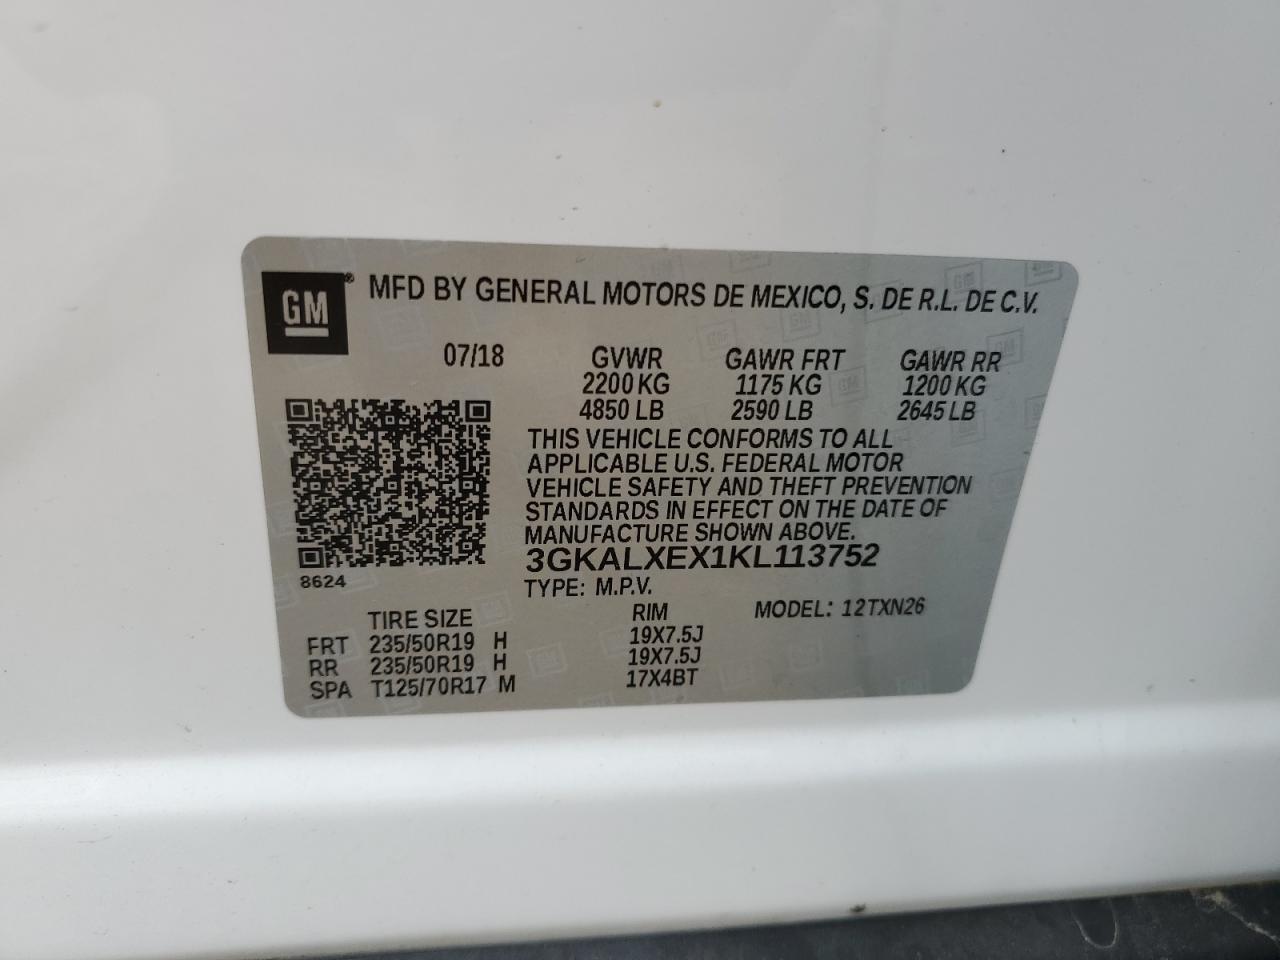 GM ® MFD BY GENERAL MOTORS DE MEXICO, S. DE R.L. DE C.V.
07/18 GVWR GAWR FRT GAWR RR
2200 KG 1175 KG 1200 KG
4850 LB 2590 LB 2645 LB
THIS VEHICLE CONFORMS TO ALL
APPLICABLE U.S. FEDERAL MOTOR
VEHICLE SAFETY AND THEFT PREVENTION
STANDARDS IN EFFECT ON THE DATE OF
MANUFACTURE SHOWN ABOVE.
3GKALXEX1KL113752
8624
TYPE: M.P.V.
TIRE SIZE RIM MODEL: 12TXN26
FRT 235/50R19 H 19X7.5J
RR 235/50R19 H 19X7.5J
SPA T125/70R17 M 17X4BT